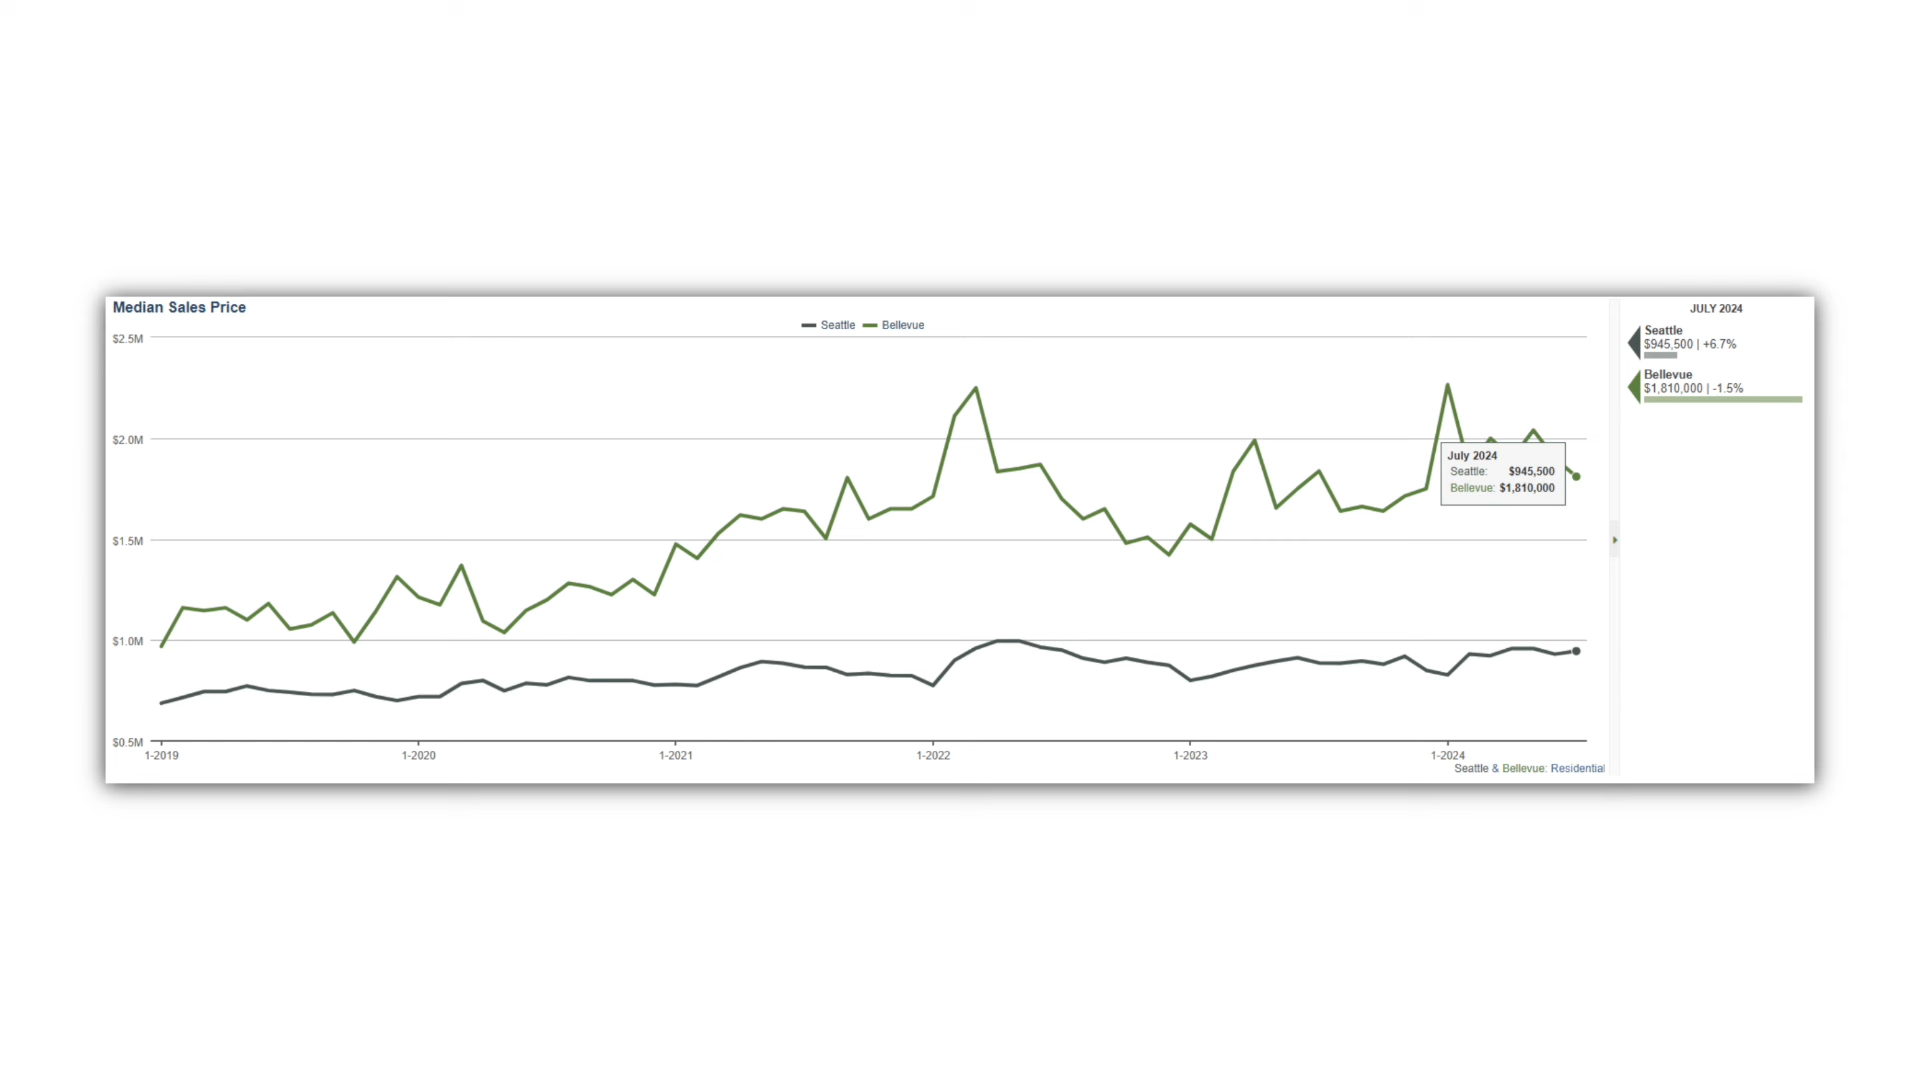 Median Sales Price
Seattle Bellevue
$2.5M
$2.0M
$1.5M
$1.0M
$0.5M
1-2019 1-2020 1-2021 1-2022 1-2023 1-2024
July 2024
Seattle: $945,500
Bellevue: $1,810,000
Seattle & Bellevue: Residential
JULY 2024
Seattle
$945,500 | +6.7%
Bellevue
$1,810,000 | -1.5%